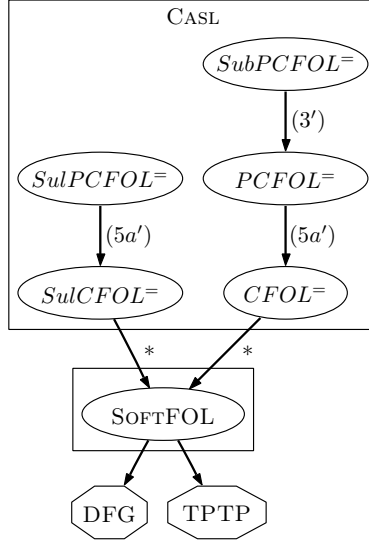 CASL
SubPCFOL=
(3′)
SulPCFOL= PCFOL=
(5a′) (5a′)
SulCFOL= CFOL=
* *
SOFTFOL
DFG TPTP